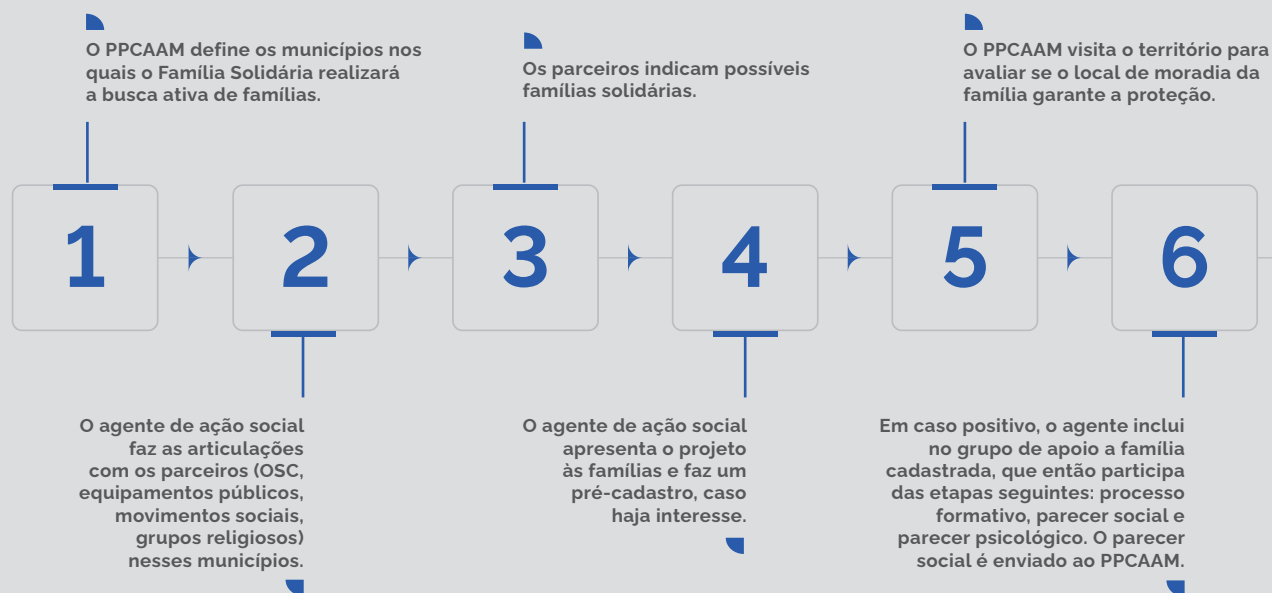 O PPCAAM define os municípios nos
quais o Família Solidária realizará
a busca ativa de famílias.
Os parceiros indicam possíveis
famílias solidárias.
O PPCAAM visita o território para
avaliar se o local de moradia da
família garante a proteção.
1
2
3
4
5
6
O agente de ação social
faz as articulações
com os parceiros (OSC,
equipamentos públicos,
movimentos sociais,
grupos religiosos)
nesses municípios.
O agente de ação social
apresenta o projeto
às famílias e faz um
pré-cadastro, caso
haja interesse.
Em caso positivo, o agente inclui
no grupo de apoio a família
cadastrada, que então participa
das etapas seguintes: processo
formativo, parecer social e
parecer psicológico. O parecer
social é enviado ao PPCAAM.